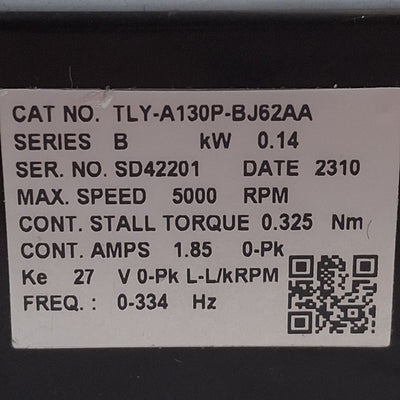 CAT NO. TLY-A130P-BJ62AA
SERIES B kW 0.14
SER. NO. SD42201 DATE 2310
MAX. SPEED 5000 RPM
CONT. STALL TORQUE 0.325 Nm
CONT. AMPS 1.85 0-Pk
Ke 27 V 0-Pk L-L/kRPM
FREQ. : 0-334 Hz